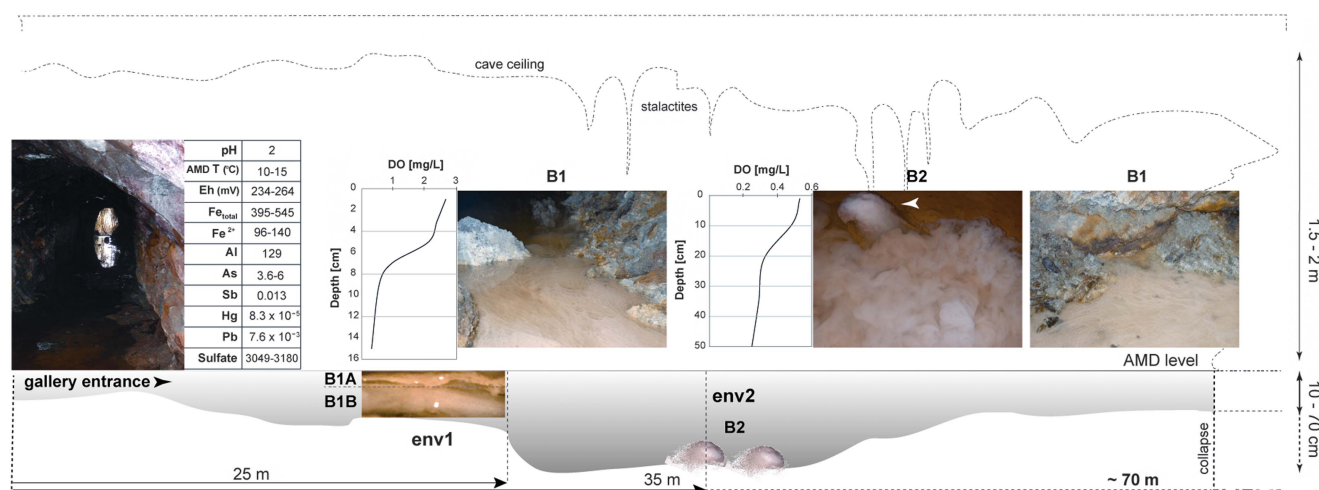 cave ceiling
stalactites
1.5 - 2 m
pH 2
AMD T (°C) 10-15
Eh (mV) 234-264
Fetotal 395-545
Fe 2+ 96-140
Al 129
As 3.6-6
Sb 0.013
Hg 8.3 x 10⁻⁵
Pb 7.6 x 10⁻³
Sulfate 3049-3180
DO [mg/L]
1 2 3
Depth [cm]
0
2
4
6
8
10
12
14
16
B1
DO [mg/L]
0.2 0.4 0.6
Depth [cm]
0
10
20
30
40
50
B2
B1
AMD level
gallery entrance
B1A
B1B
env1
env2
B2
collapse
10 - 70 cm
25 m
35 m
~ 70 m